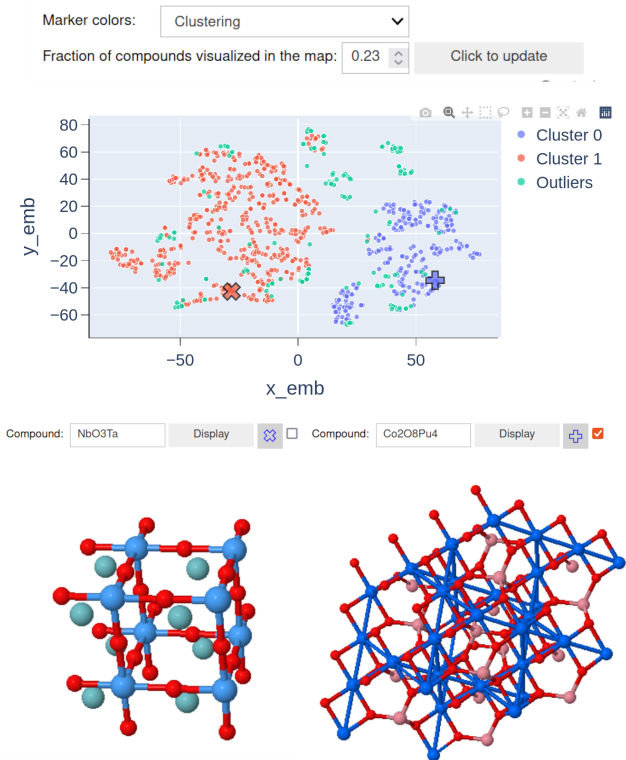 Marker colors: Clustering
Fraction of compounds visualized in the map: 0.23 Click to update
80
60
40
20
0
−20
−40
−60
y_emb
−50 0 50
x_emb
Cluster 0
Cluster 1
Outliers
Compound: NbO3Ta Display Compound: Co2O8Pu4 Display